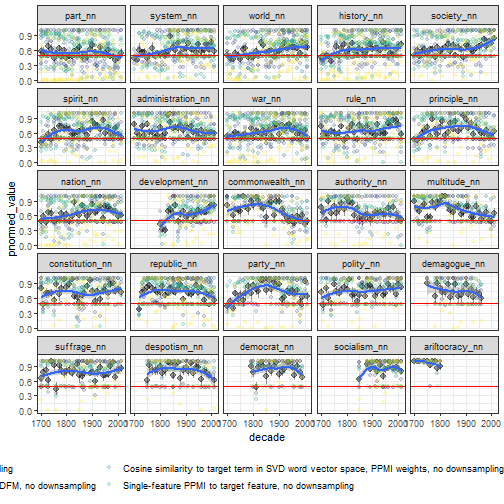 part_nn system_nn world_nn history_nn society_nn
0.9
0.6
0.3
0.0
spirit_nn administration_nn war_nn rule_nn principle_nn
0.9
0.6
0.3
0.0
nation_nn development_nn commonwealth_nn authority_nn multitude_nn
0.9
0.6
0.3
0.0
constitution_nn republic_nn party_nn polity_nn demagogue_nn
0.9
0.6
0.3
0.0
suffrage_nn despotism_nn democrat_nn socialism_nn ariſtocracy_nn
0.9
0.6
0.3
0.0
pnormed_value
1700 1800 1900 2000 1700 1800 1900 2000 1700 1800 1900 2000 1700 1800 1900 2000 1700 1800 1900 2000
decade
ling Cosine similarity to target term in SVD word vector space, PPMI weights, no downsampling
DFM, no downsampling Single-feature PPMI to target feature, no downsampling